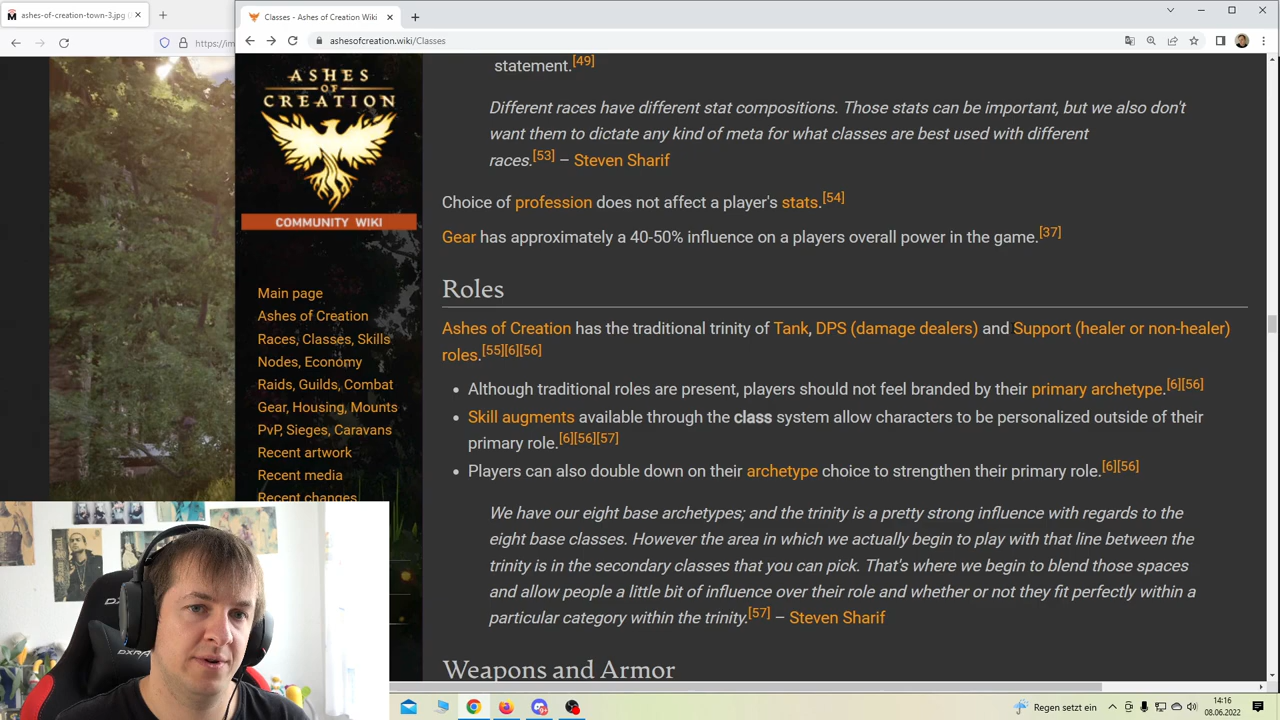 ashes-of-creation-town-3.jpg
Classes - Ashes of Creation Wiki
https://im
ashesofcreation.wiki/Classes
statement.[49]
ASHES
OF
CREATION
COMMUNITY WIKI
Different races have different stat compositions. Those stats can be important, but we also don't
want them to dictate any kind of meta for what classes are best used with different
races.[53] – Steven Sharif
Choice of profession does not affect a player's stats.[54]
Gear has approximately a 40-50% influence on a players overall power in the game.[37]
Main page
Ashes of Creation
Races, Classes, Skills
Nodes, Economy
Raids, Guilds, Combat
Gear, Housing, Mounts
PvP, Sieges, Caravans
Recent artwork
Recent media
Recent changes
Roles
Ashes of Creation has the traditional trinity of Tank, DPS (damage dealers) and Support (healer or non-healer)
roles.[55][6][56]
• Although traditional roles are present, players should not feel branded by their primary archetype.[6][56]
• Skill augments available through the class system allow characters to be personalized outside of their
primary role.[6][56][57]
• Players can also double down on their archetype choice to strengthen their primary role.[6][56]
We have our eight base archetypes; and the trinity is a pretty strong influence with regards to the
eight base classes. However the area in which we actually begin to play with that line between the
trinity is in the secondary classes that you can pick. That's where we begin to blend those spaces
and allow people a little bit of influence over their role and whether or not they fit perfectly within a
particular category within the trinity.[57] – Steven Sharif
Weapons and Armor
Regen setzt ein
14:16
08.06.2022